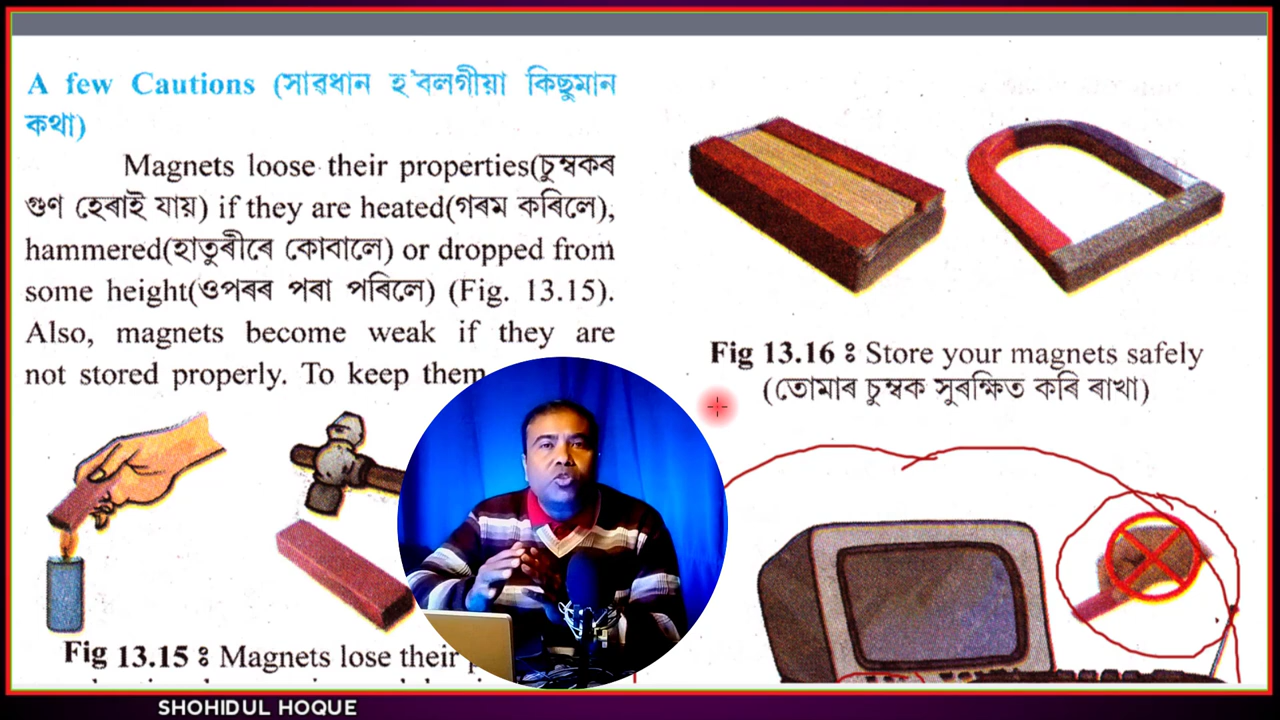 A few Cautions (সাৱধান হ'বলগীয়া কিছুমান
কথা)
Magnets loose their properties(চুম্বকৰ
গুণ হেৰাই যায়) if they are heated(গৰম কৰিলে),
hammered(হাতুৰীৰে কোবালে) or dropped from
some height(ওপৰৰ পৰা পৰিলে) (Fig. 13.15).
Also, magnets become weak if they are
not stored properly. To keep them
Fig 13.15ঃ Magnets lose their
Fig 13.16 ঃ Store your magnets safely
(তোমাৰ চুম্বক সুৰক্ষিত কৰি ৰাখা)
SHOHIDUL HOQUE